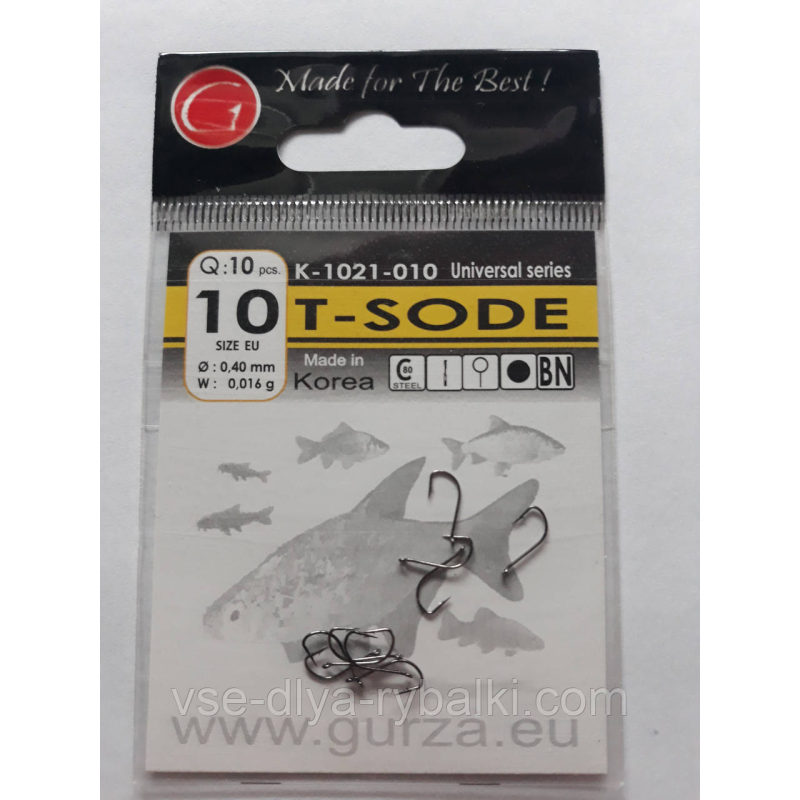 G Made for The Best !
Q:10 pcs. K-1021-010 Universal series
10 T-SODE
SIZE EU
Ø : 0,40 mm Made in
W : 0,016 g Korea C 80 STEEL BN
vse-dlya-rybalki.com
www.gurza.eu